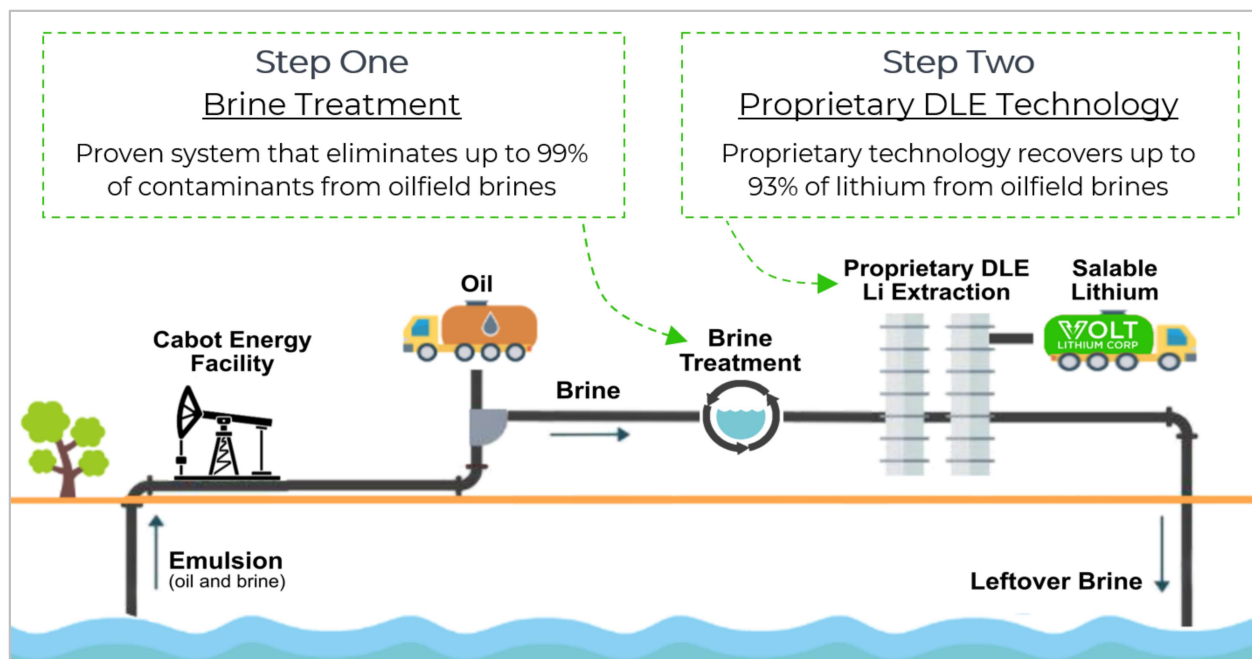 Step One
Brine Treatment
Proven system that eliminates up to 99%
of contaminants from oilfield brines
Step Two
Proprietary DLE Technology
Proprietary technology recovers up to
93% of lithium from oilfield brines
Oil
Proprietary DLE
Li Extraction
Salable
Lithium
Cabot Energy
Facility
Brine
Treatment
VOLT
LITHIUM CORP
Brine
Emulsion
(oil and brine)
Leftover Brine